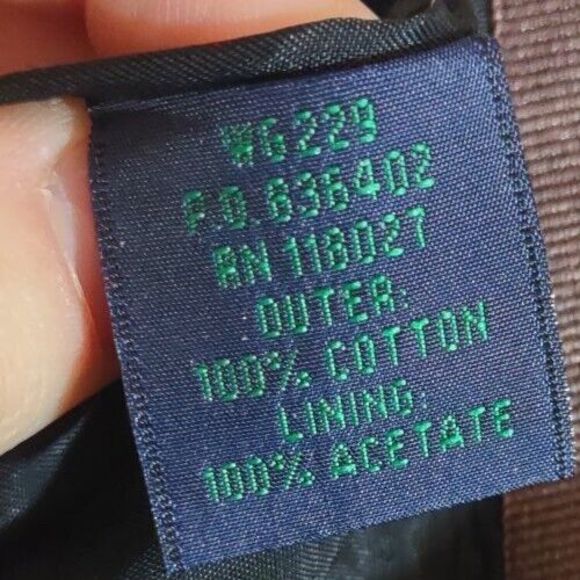 WG229
P.O. 636402
RN 118027
OUTER:
100% COTTON
LINING:
100% ACETATE